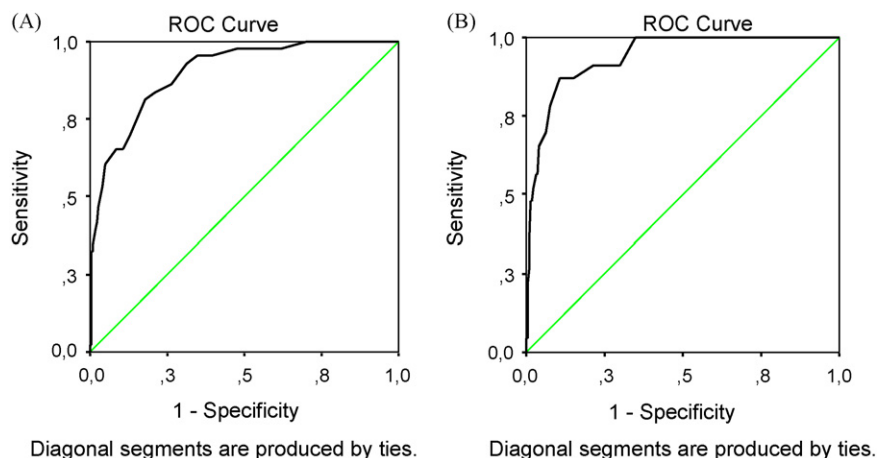 (A)
ROC Curve
1,0
,8
,5
,3
0,0
Sensitivity
0,0 ,3 ,5 ,8 1,0
1 - Specificity
Diagonal segments are produced by ties.
(B)
ROC Curve
1,0
,8
,5
,3
0,0
Sensitivity
0,0 ,3 ,5 ,8 1,0
1 - Specificity
Diagonal segments are produced by ties.